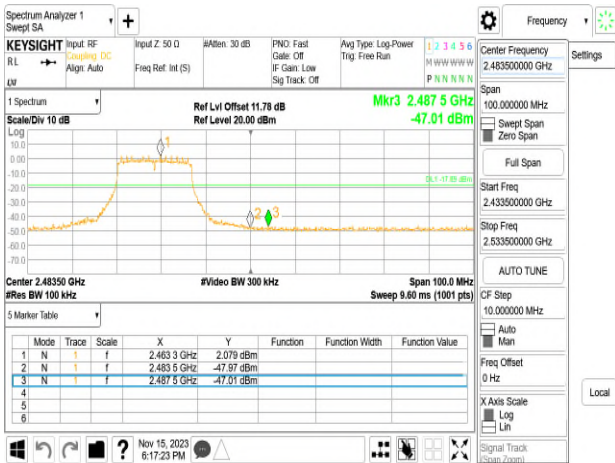 Spectrum Analyzer 1
Swept SA
KEYSIGHT
RL
Input: RF
Coupling: DC
Align: Auto
Input Z: 50 Ω
Freq Ref: Int (S)
#Atten: 30 dB
PNO: Fast
Gate: Off
IF Gain: Low
Sig Track: Off
Avg Type: Log-Power
Trig: Free Run
1 2 3 4 5 6
M W W W W W
P N N N N N
1 Spectrum
Scale/Div 10 dB
Ref Lvl Offset 11.78 dB
Ref Level 20.00 dBm
Mkr3 2.487 5 GHz
-47.01 dBm
Log
10.0
0.00
-10.0
-20.0
-30.0
-40.0
-50.0
-60.0
-70.0
1
2
3
Center 2.48350 GHz
#Res BW 100 kHz
#Video BW 300 kHz
Span 100.0 MHz
Sweep 9.60 ms (1001 pts)
5 Marker Table
Mode Trace Scale X Y Function Function Width Function Value
1 N 1 f 2.463 3 GHz 2.079 dBm
2 N 1 f 2.483 5 GHz -47.97 dBm
3 N 1 f 2.487 5 GHz -47.01 dBm
4
5
6
?
Nov 15, 2023
6:17:23 PM
Frequency
Settings
Center Frequency
2.483500000 GHz
Span
100.000000 MHz
Swept Span
Zero Span
Full Span
Start Freq
2.433500000 GHz
Stop Freq
2.533500000 GHz
AUTO TUNE
CF Step
10.000000 MHz
Auto
Man
Freq Offset
0 Hz
X Axis Scale
Log
Lin
Signal Track
(Span Zoom)
Local